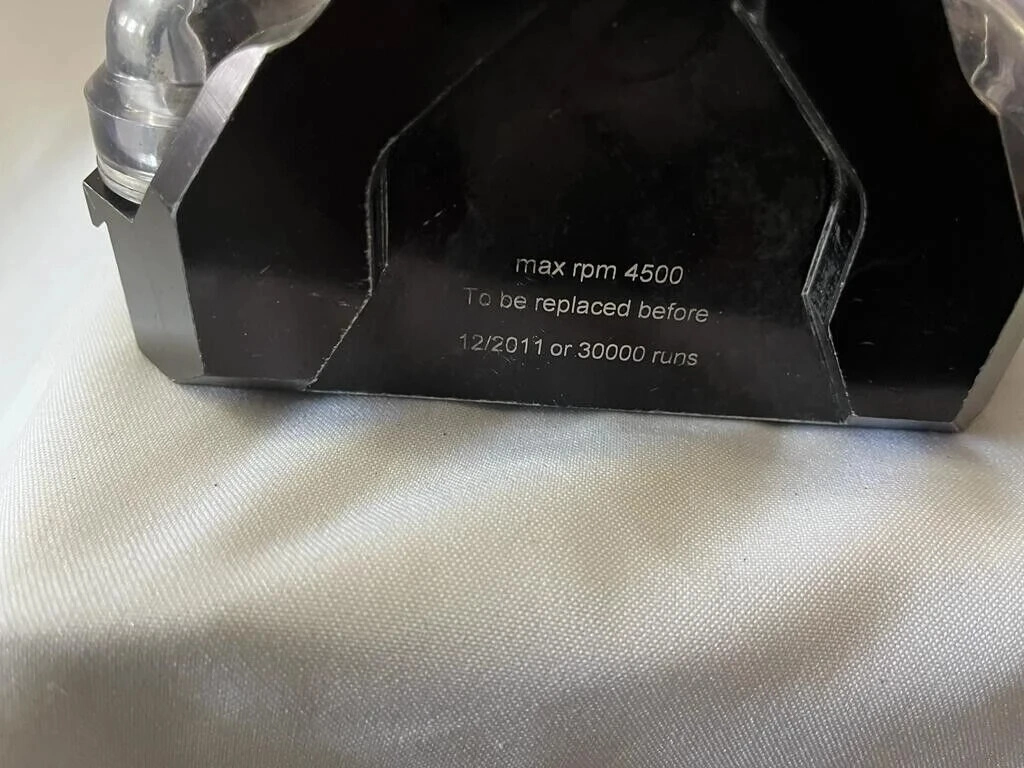 max rpm 4500
To be replaced before
12/2011 or 30000 runs